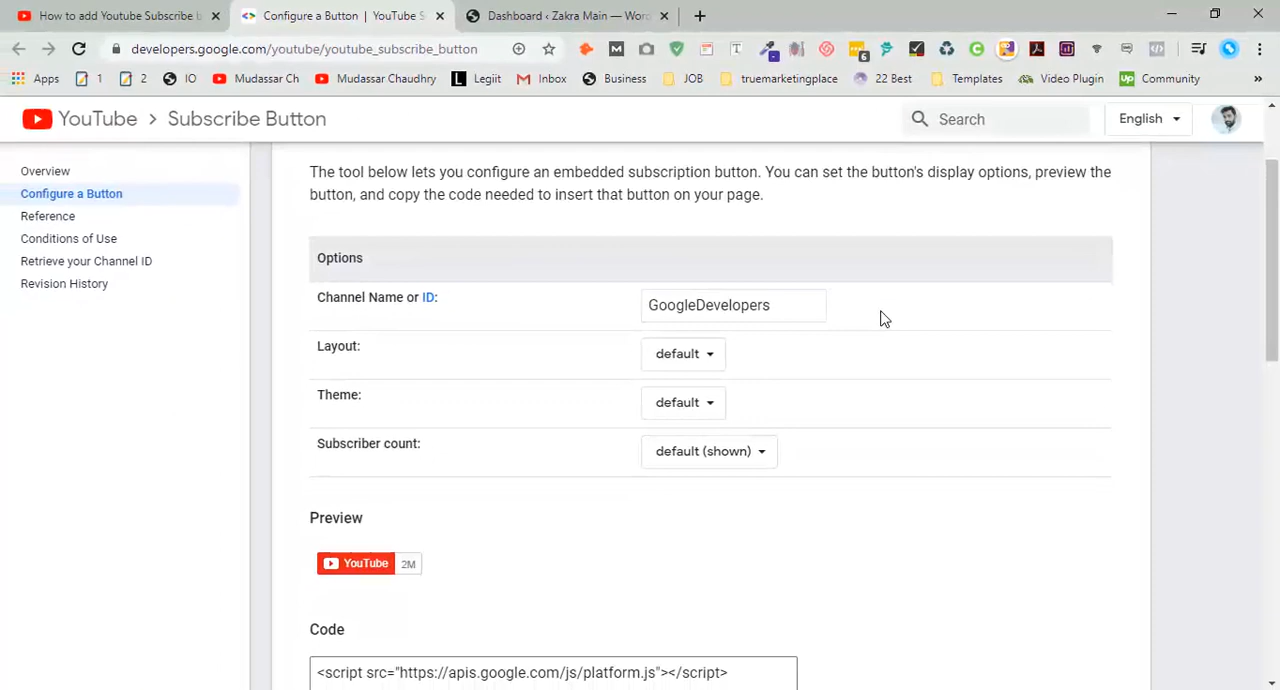 How to add Youtube Subscribe b
Configure a Button | YouTube S
Dashboard ‹ Zakra Main — Wor
developers.google.com/youtube/youtube_subscribe_button
6
Apps
1
2
IO
Mudassar Ch
Mudassar Chaudhry
Legiit
Inbox
Business
JOB
truemarketingplace
22 Best
Templates
Video Plugin
Community
»
YouTube > Subscribe Button
Search
English
Overview
Configure a Button
Reference
Conditions of Use
Retrieve your Channel ID
Revision History
The tool below lets you configure an embedded subscription button. You can set the button's display options, preview the
button, and copy the code needed to insert that button on your page.
Options
Channel Name or ID:
GoogleDevelopers
Layout:
default
Theme:
default
Subscriber count:
default (shown)
Preview
YouTube 2M
Code
<script src="https://apis.google.com/js/platform.js"></script>